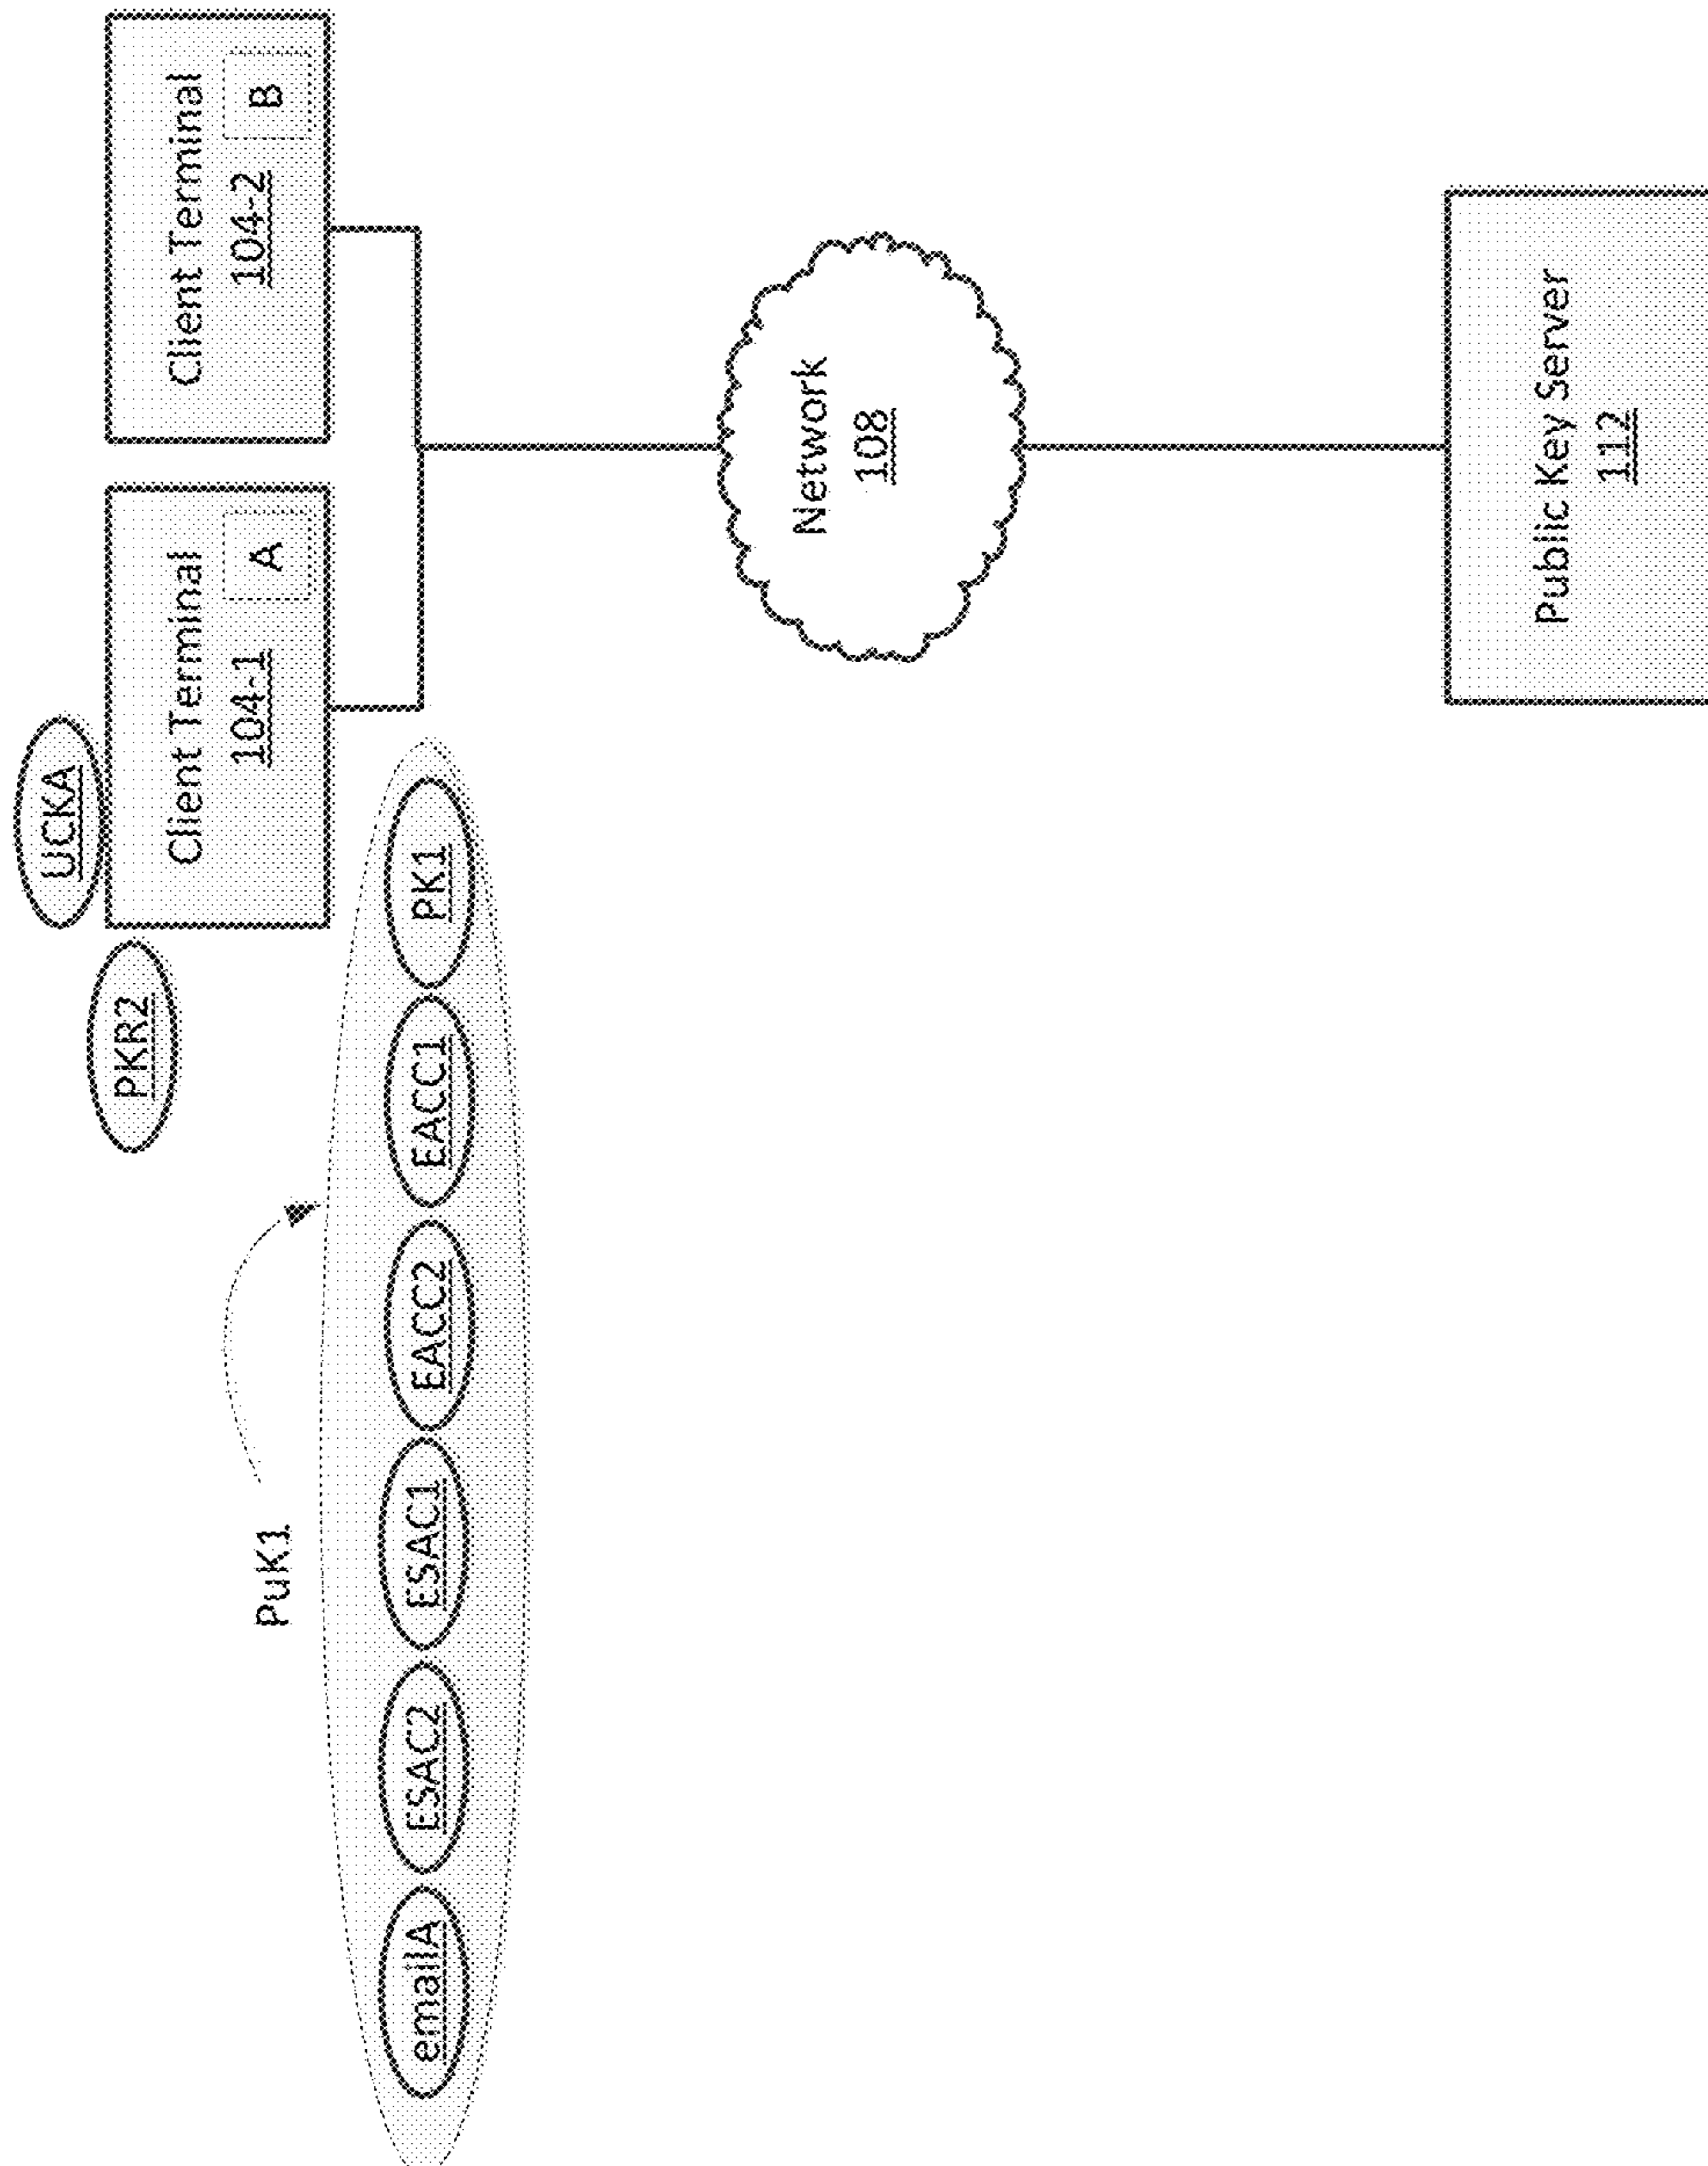 UCKA
PKR2
Client Terminal
104-1
A
Client Terminal
104-2
B
PuK1
emailA
ESAC2
ESAC1
EACC2
EACC1
PK1
Network
108
Public Key Server
112